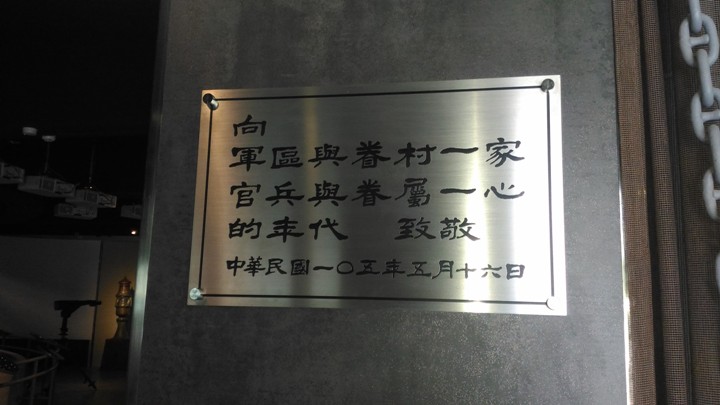 向
軍區與眷村一家
官兵與眷屬一心
的年代 致敬
中華民國一〇五年五月十六日